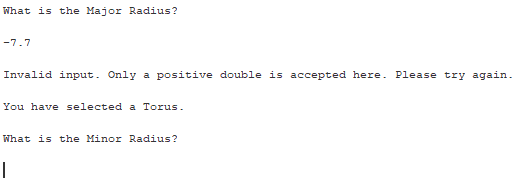 What is the Major Radius?
-7.7
Invalid input. Only a positive double is accepted here. Please try again.
You have selected a Torus.
What is the Minor Radius?